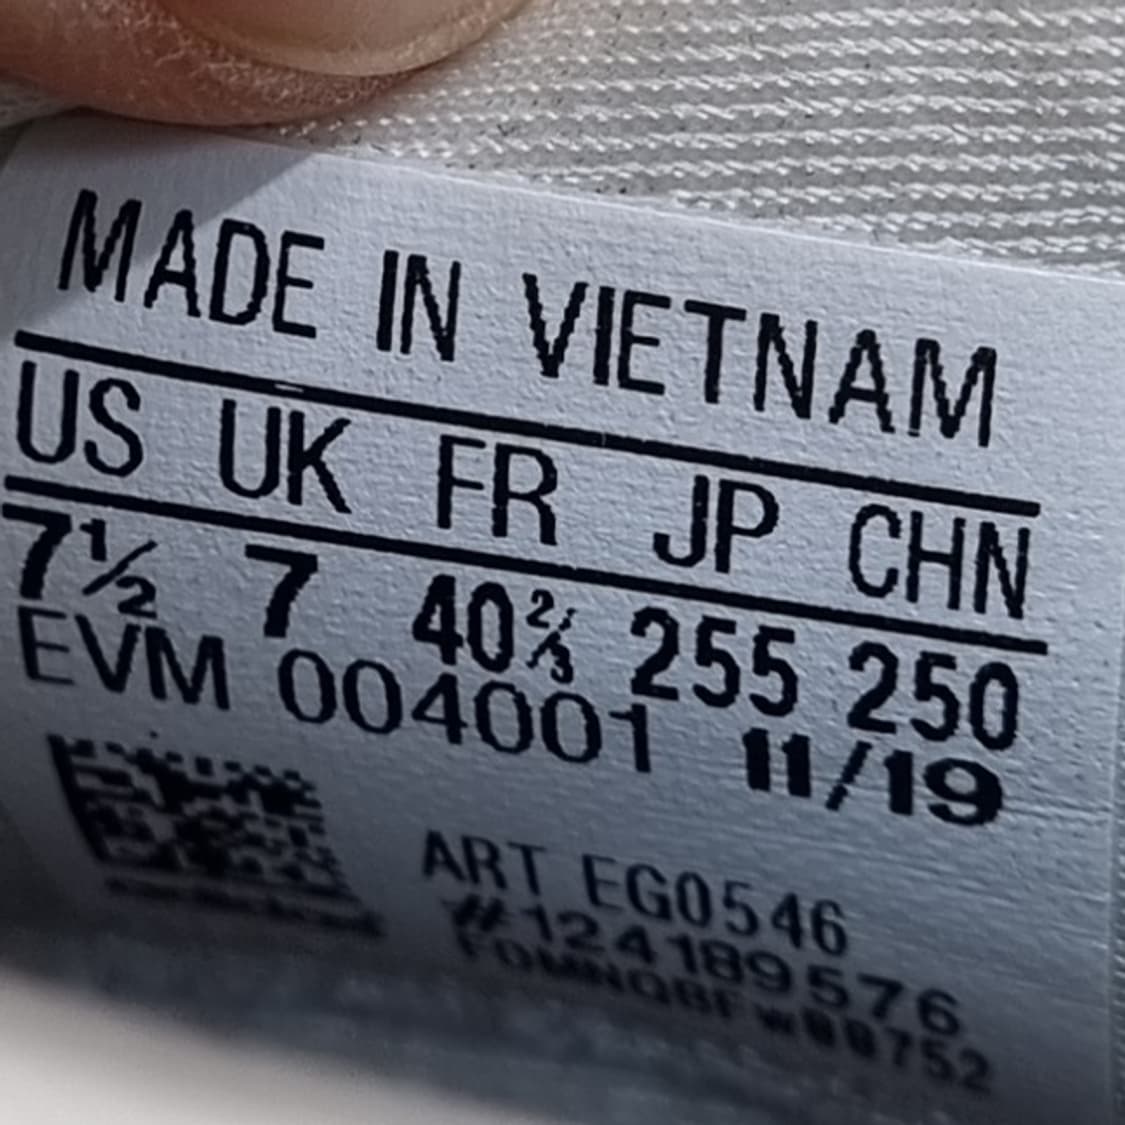 MADE IN VIETNAM
US UK FR JP CHN
7½ 7 40⅔ 255 250
EVM 004001 11/19
ART EG0546
#124189576